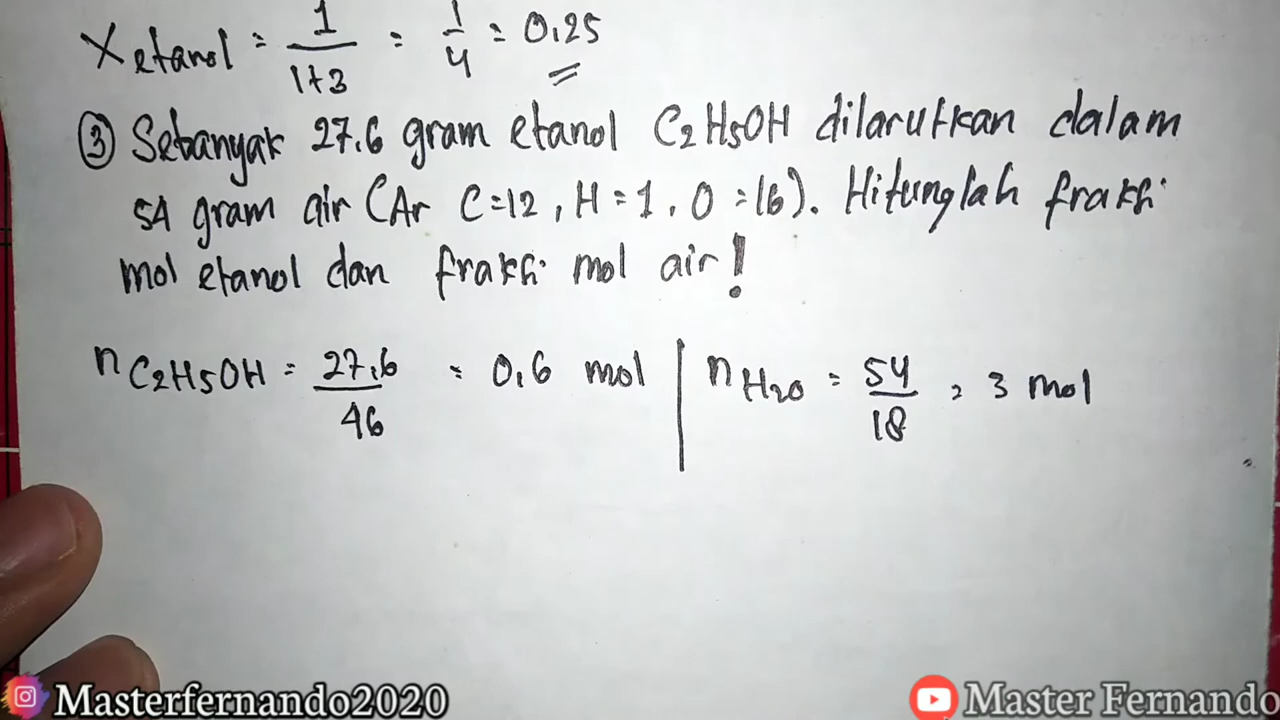 X etanol = 1/1+3 = 1/4 = 0,25
③ Sebanyak 27,6 gram etanol C2H5OH dilarutkan dalam
54 gram air (Ar C=12, H=1, O=16). Hitunglah fraksi
mol etanol dan fraksi mol air!
n C2H5OH = 27,6/46 = 0,6 mol | n H2O = 54/18 = 3 mol
Masterfernando2020
Master Fernando